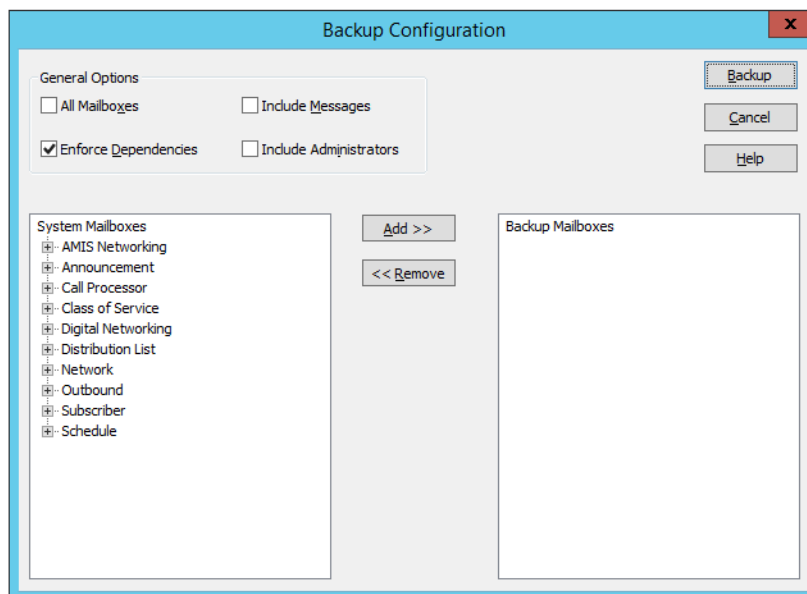 Backup Configuration
x
General Options
All Mailboxes
Include Messages
Enforce Dependencies
Include Administrators
Backup
Cancel
Help
System Mailboxes
AMIS Networking
Announcement
Call Processor
Class of Service
Digital Networking
Distribution List
Network
Outbound
Subscriber
Schedule
Add >>
<< Remove
Backup Mailboxes